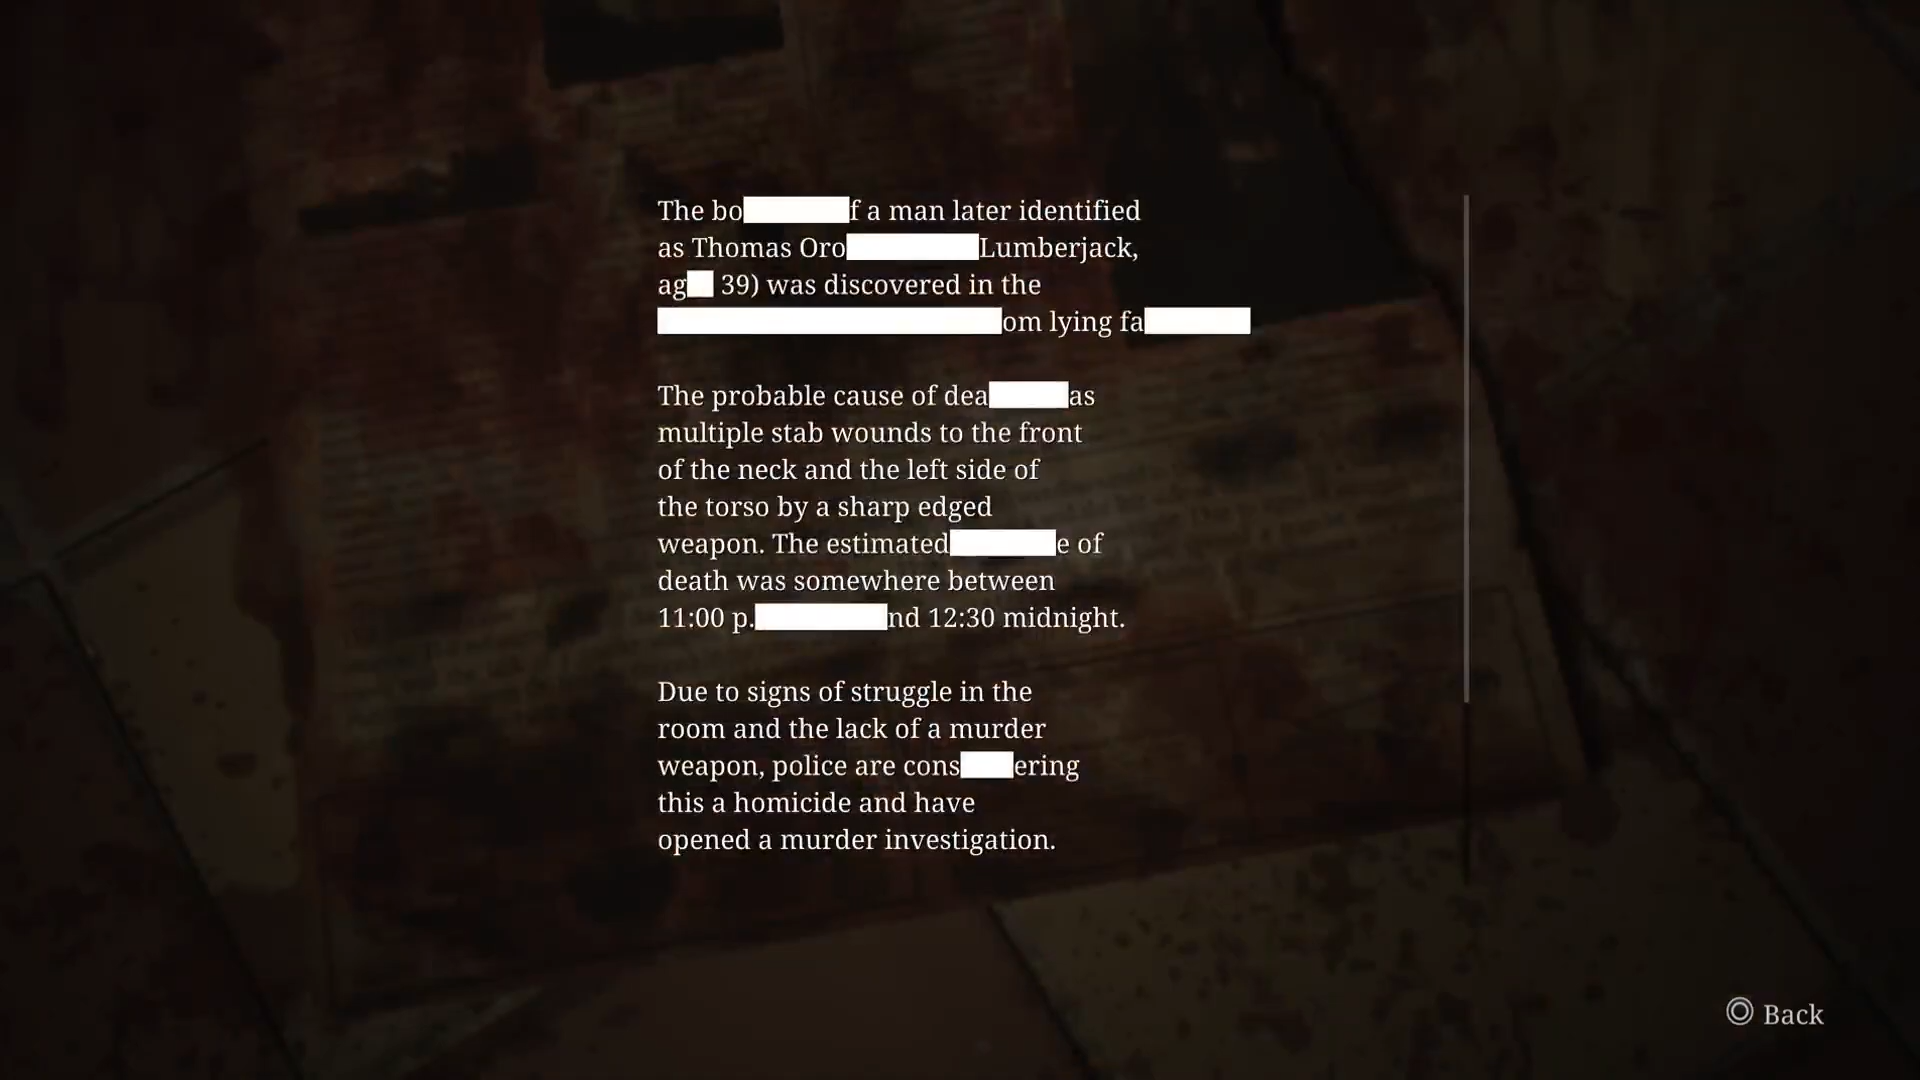 The bo f a man later identified
as Thomas Oro Lumberjack,
ag 39) was discovered in the
om lying fa
The probable cause of dea as
multiple stab wounds to the front
of the neck and the left side of
the torso by a sharp edged
weapon. The estimated e of
death was somewhere between
11:00 p. nd 12:30 midnight.
Due to signs of struggle in the
room and the lack of a murder
weapon, police are cons ering
this a homicide and have
opened a murder investigation.
Back